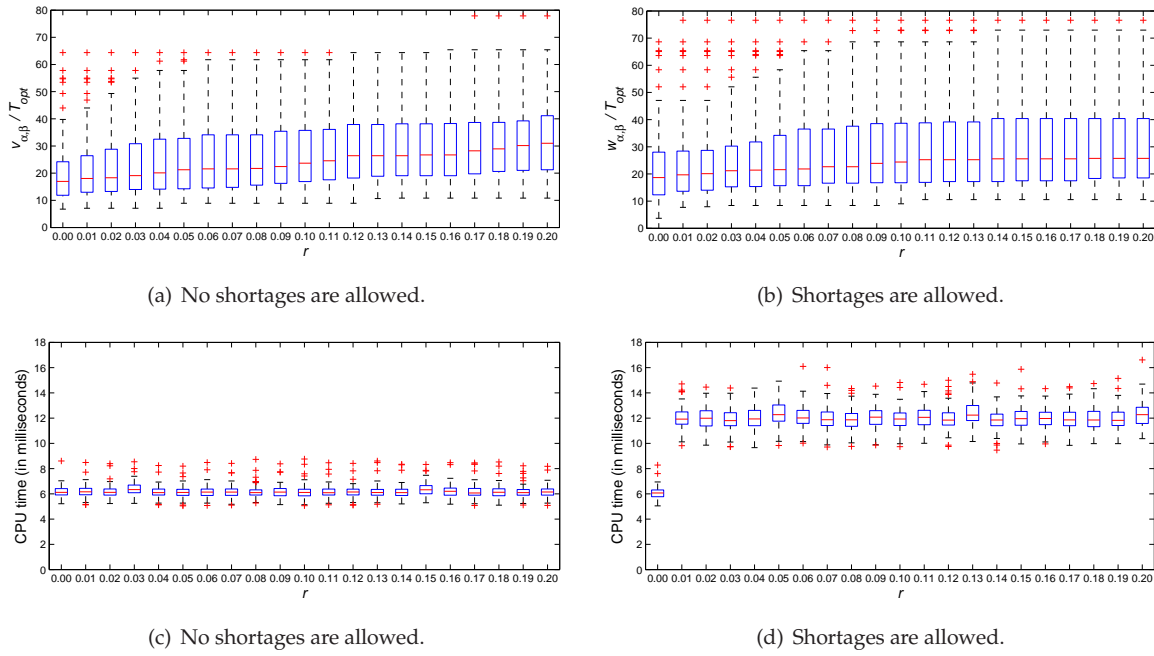 80
70
60
50
40
30
20
10
0
v_{α,β} / T_{opt}
0.00 0.01 0.02 0.03 0.04 0.05 0.06 0.07 0.08 0.09 0.10 0.11 0.12 0.13 0.14 0.15 0.16 0.17 0.18 0.19 0.20
r
(a) No shortages are allowed.
80
70
60
50
40
30
20
10
0
w_{α,β} / T_{opt}
0.00 0.01 0.02 0.03 0.04 0.05 0.06 0.07 0.08 0.09 0.10 0.11 0.12 0.13 0.14 0.15 0.16 0.17 0.18 0.19 0.20
r
(b) Shortages are allowed.
18
16
14
12
10
8
6
4
2
0
CPU time (in milliseconds)
0.00 0.01 0.02 0.03 0.04 0.05 0.06 0.07 0.08 0.09 0.10 0.11 0.12 0.13 0.14 0.15 0.16 0.17 0.18 0.19 0.20
r
(c) No shortages are allowed.
18
16
14
12
10
8
6
4
2
0
CPU time (in milliseconds)
0.00 0.01 0.02 0.03 0.04 0.05 0.06 0.07 0.08 0.09 0.10 0.11 0.12 0.13 0.14 0.15 0.16 0.17 0.18 0.19 0.20
r
(d) Shortages are allowed.